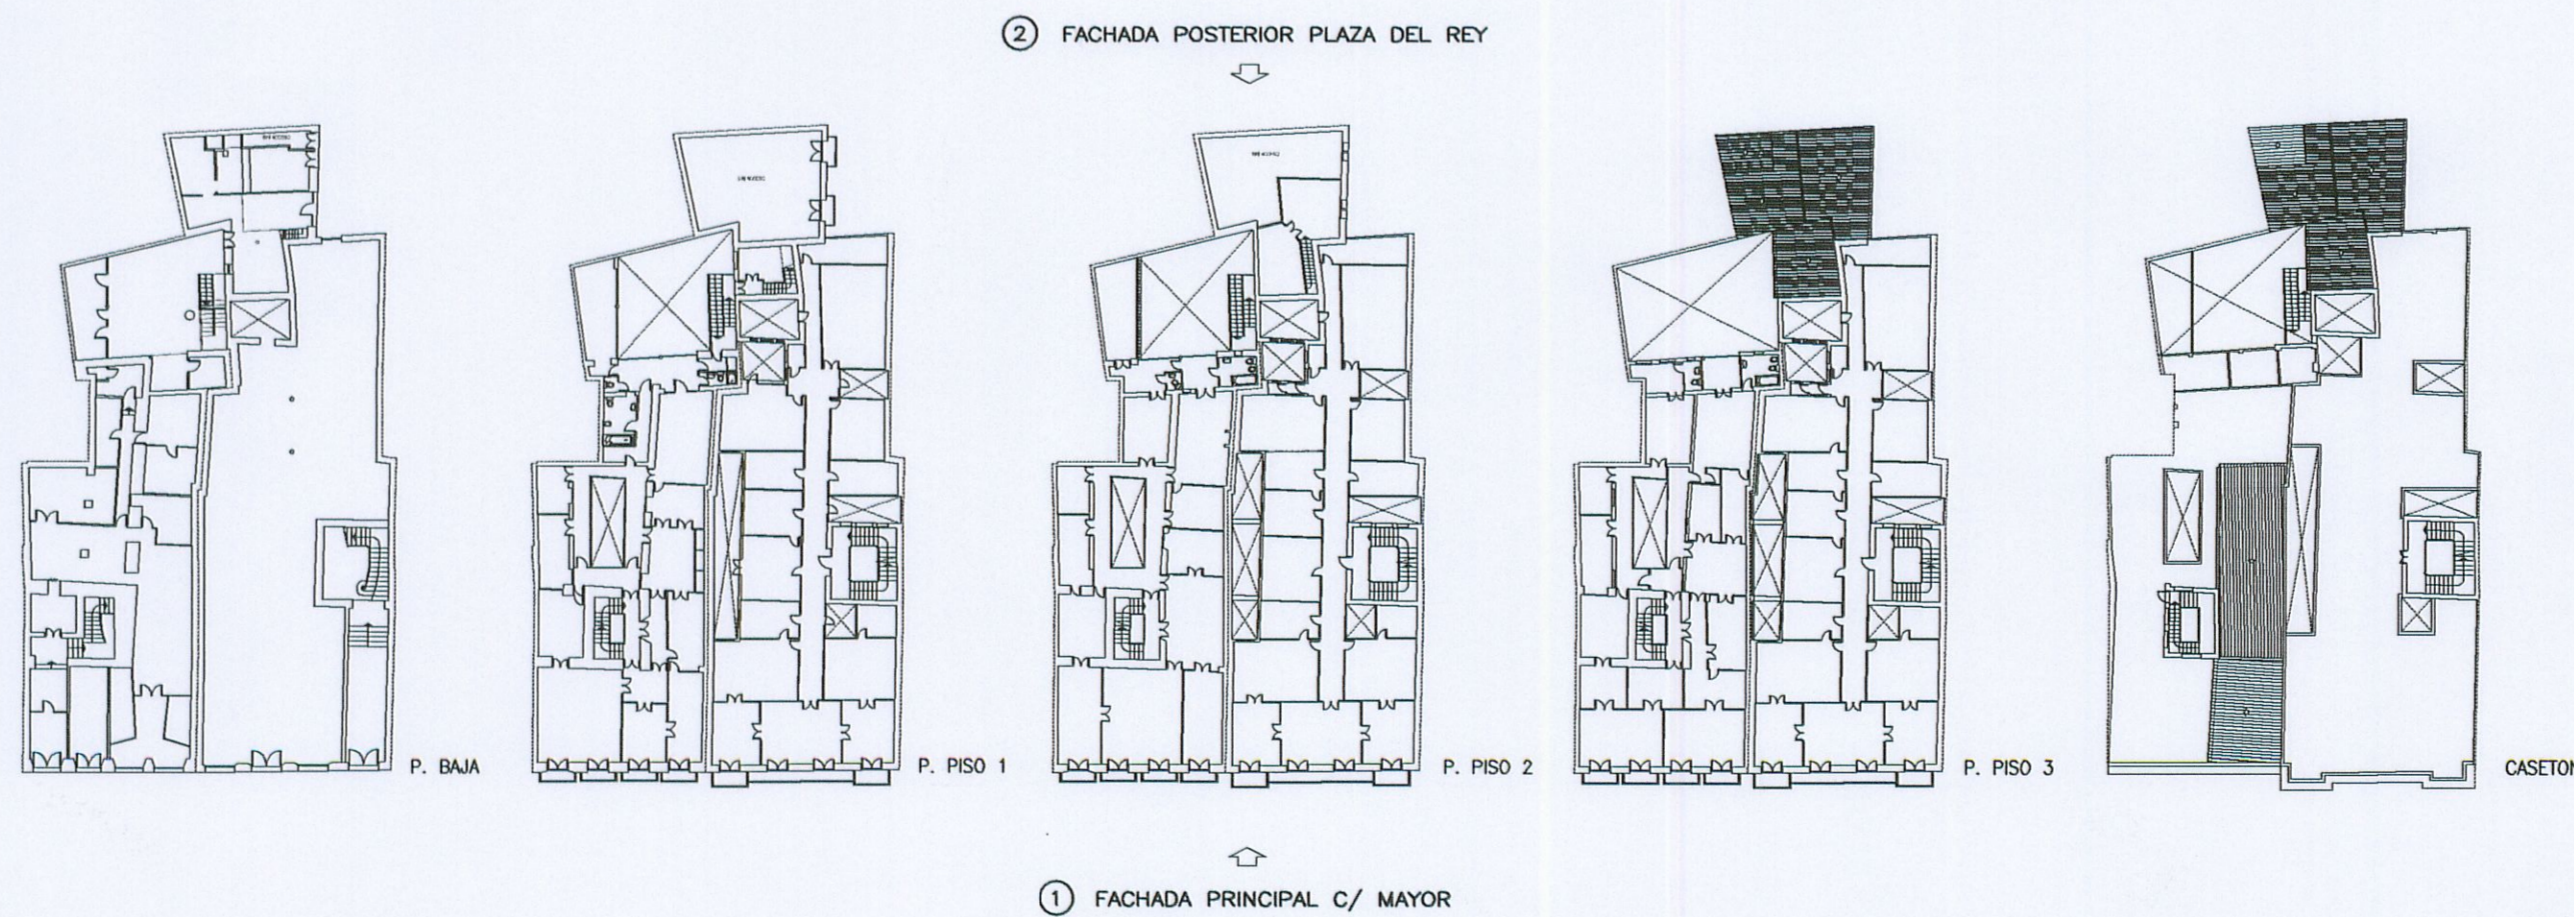 2 FACHADA POSTERIOR PLAZA DEL REY
P. BAJA
P. PISO 1
P. PISO 2
P. PISO 3
CASETON
1 FACHADA PRINCIPAL C/ MAYOR